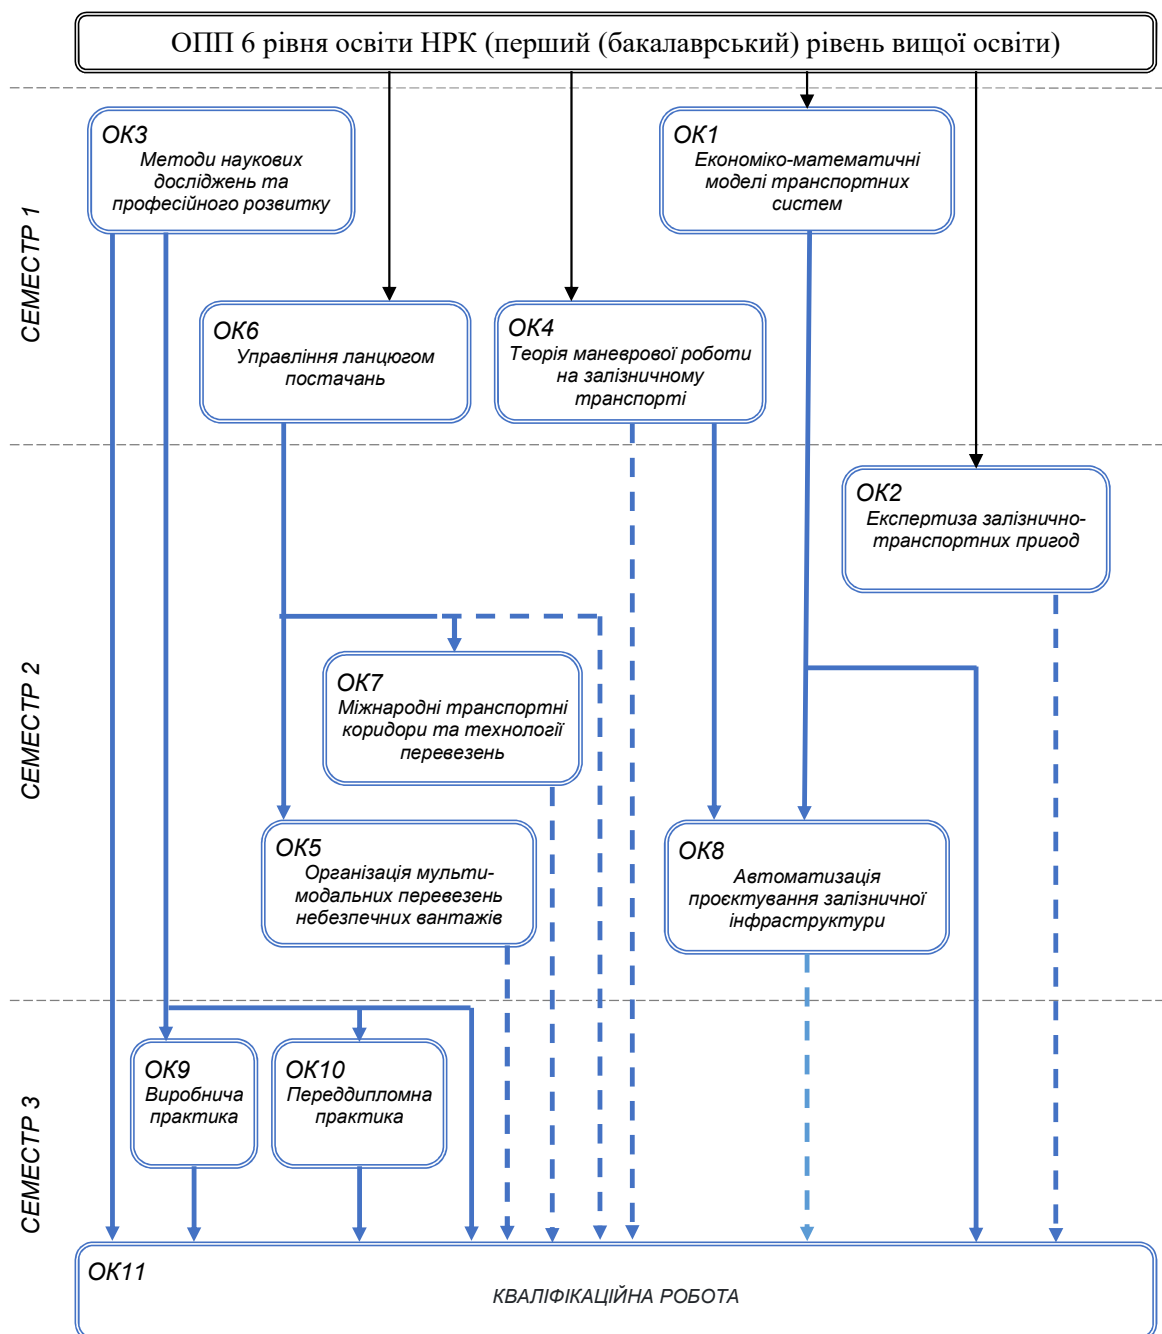 ОПП 6 рівня освіти НРК (перший (бакалаврський) рівень вищої освіти)
СЕМЕСТР 1
ОК3
Методи наукових
досліджень та
професійного розвитку
ОК1
Економіко-математичні
моделі транспортних
систем
ОК6
Управління ланцюгом
постачань
ОК4
Теорія маневрової роботи
на залізничному
транспорті
СЕМЕСТР 2
ОК2
Експертиза залізнично-
транспортних пригод
ОК7
Міжнародні транспортні
коридори та технології
перевезень
ОК5
Організація мульти-
модальних перевезень
небезпечних вантажів
ОК8
Автоматизація
проєктування залізничної
інфраструктури
СЕМЕСТР 3
ОК9
Виробнича
практика
ОК10
Переддипломна
практика
ОК11
КВАЛІФІКАЦІЙНА РОБОТА